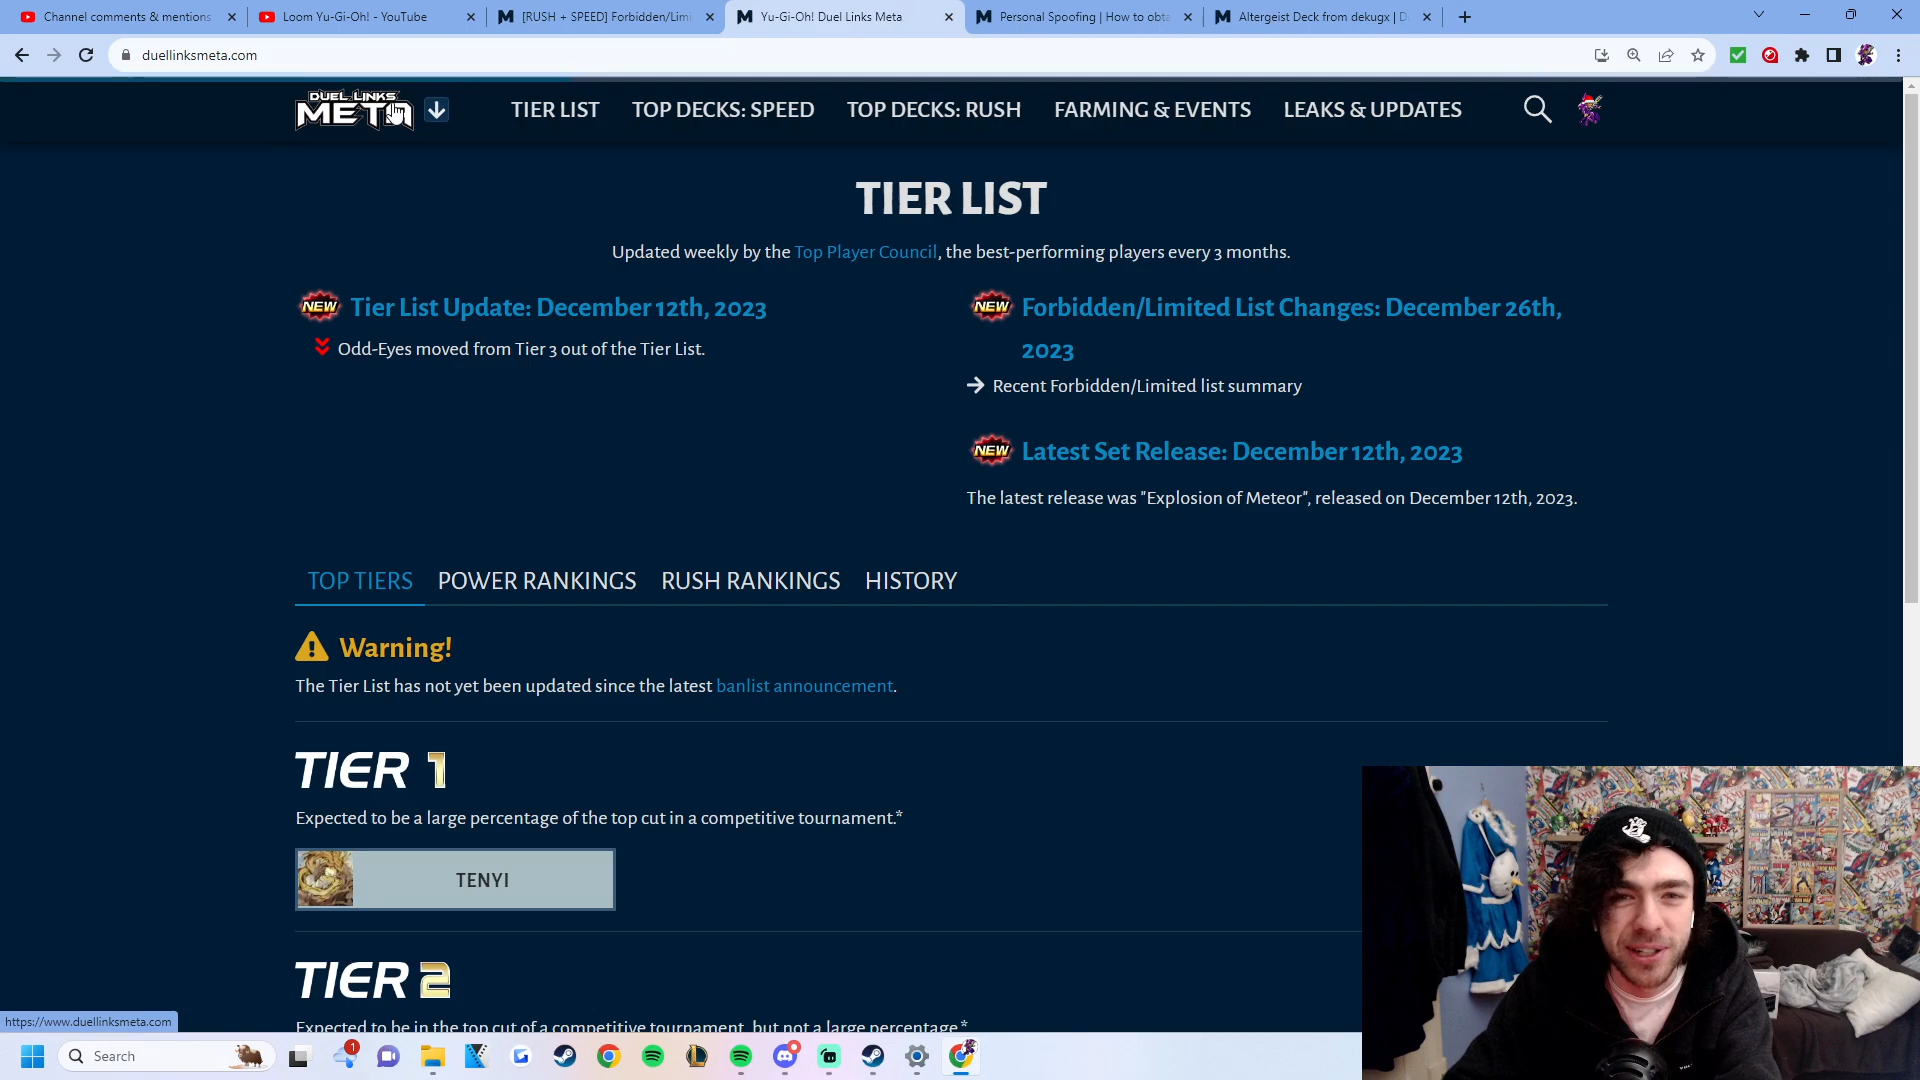 Channel comments & mentions
Loom Yu-Gi-Oh! - YouTube
[RUSH + SPEED] Forbidden/Limi
Yu-Gi-Oh! Duel Links Meta
Personal Spoofing | How to obta
Altergeist Deck from dekugx | D
duellinksmeta.com
DUEL LINKS
META
TIER LIST
TOP DECKS: SPEED
TOP DECKS: RUSH
FARMING & EVENTS
LEAKS & UPDATES
TIER LIST
Updated weekly by the Top Player Council, the best-performing players every 3 months.
NEW Tier List Update: December 12th, 2023
Odd-Eyes moved from Tier 3 out of the Tier List.
NEW Forbidden/Limited List Changes: December 26th,
2023
Recent Forbidden/Limited list summary
NEW Latest Set Release: December 12th, 2023
The latest release was "Explosion of Meteor", released on December 12th, 2023.
TOP TIERS
POWER RANKINGS
RUSH RANKINGS
HISTORY
Warning!
The Tier List has not yet been updated since the latest banlist announcement.
TIER 1
Expected to be a large percentage of the top cut in a competitive tournament.*
TENYI
TIER 2
Expected to be in the top cut of a competitive tournament, but not a large percentage.*
https://www.duellinksmeta.com
Search
1